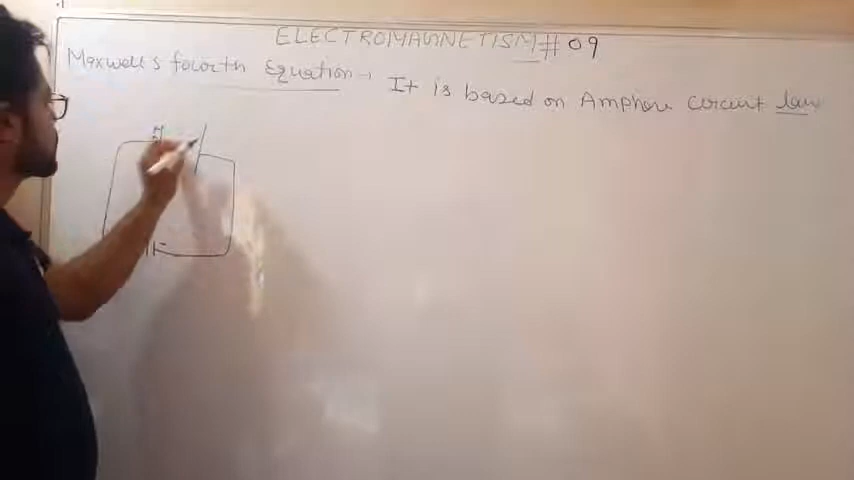 ELECTROMAGNETISM # 09
Maxwell's fourth Equation → It is based on Amphere circuit law